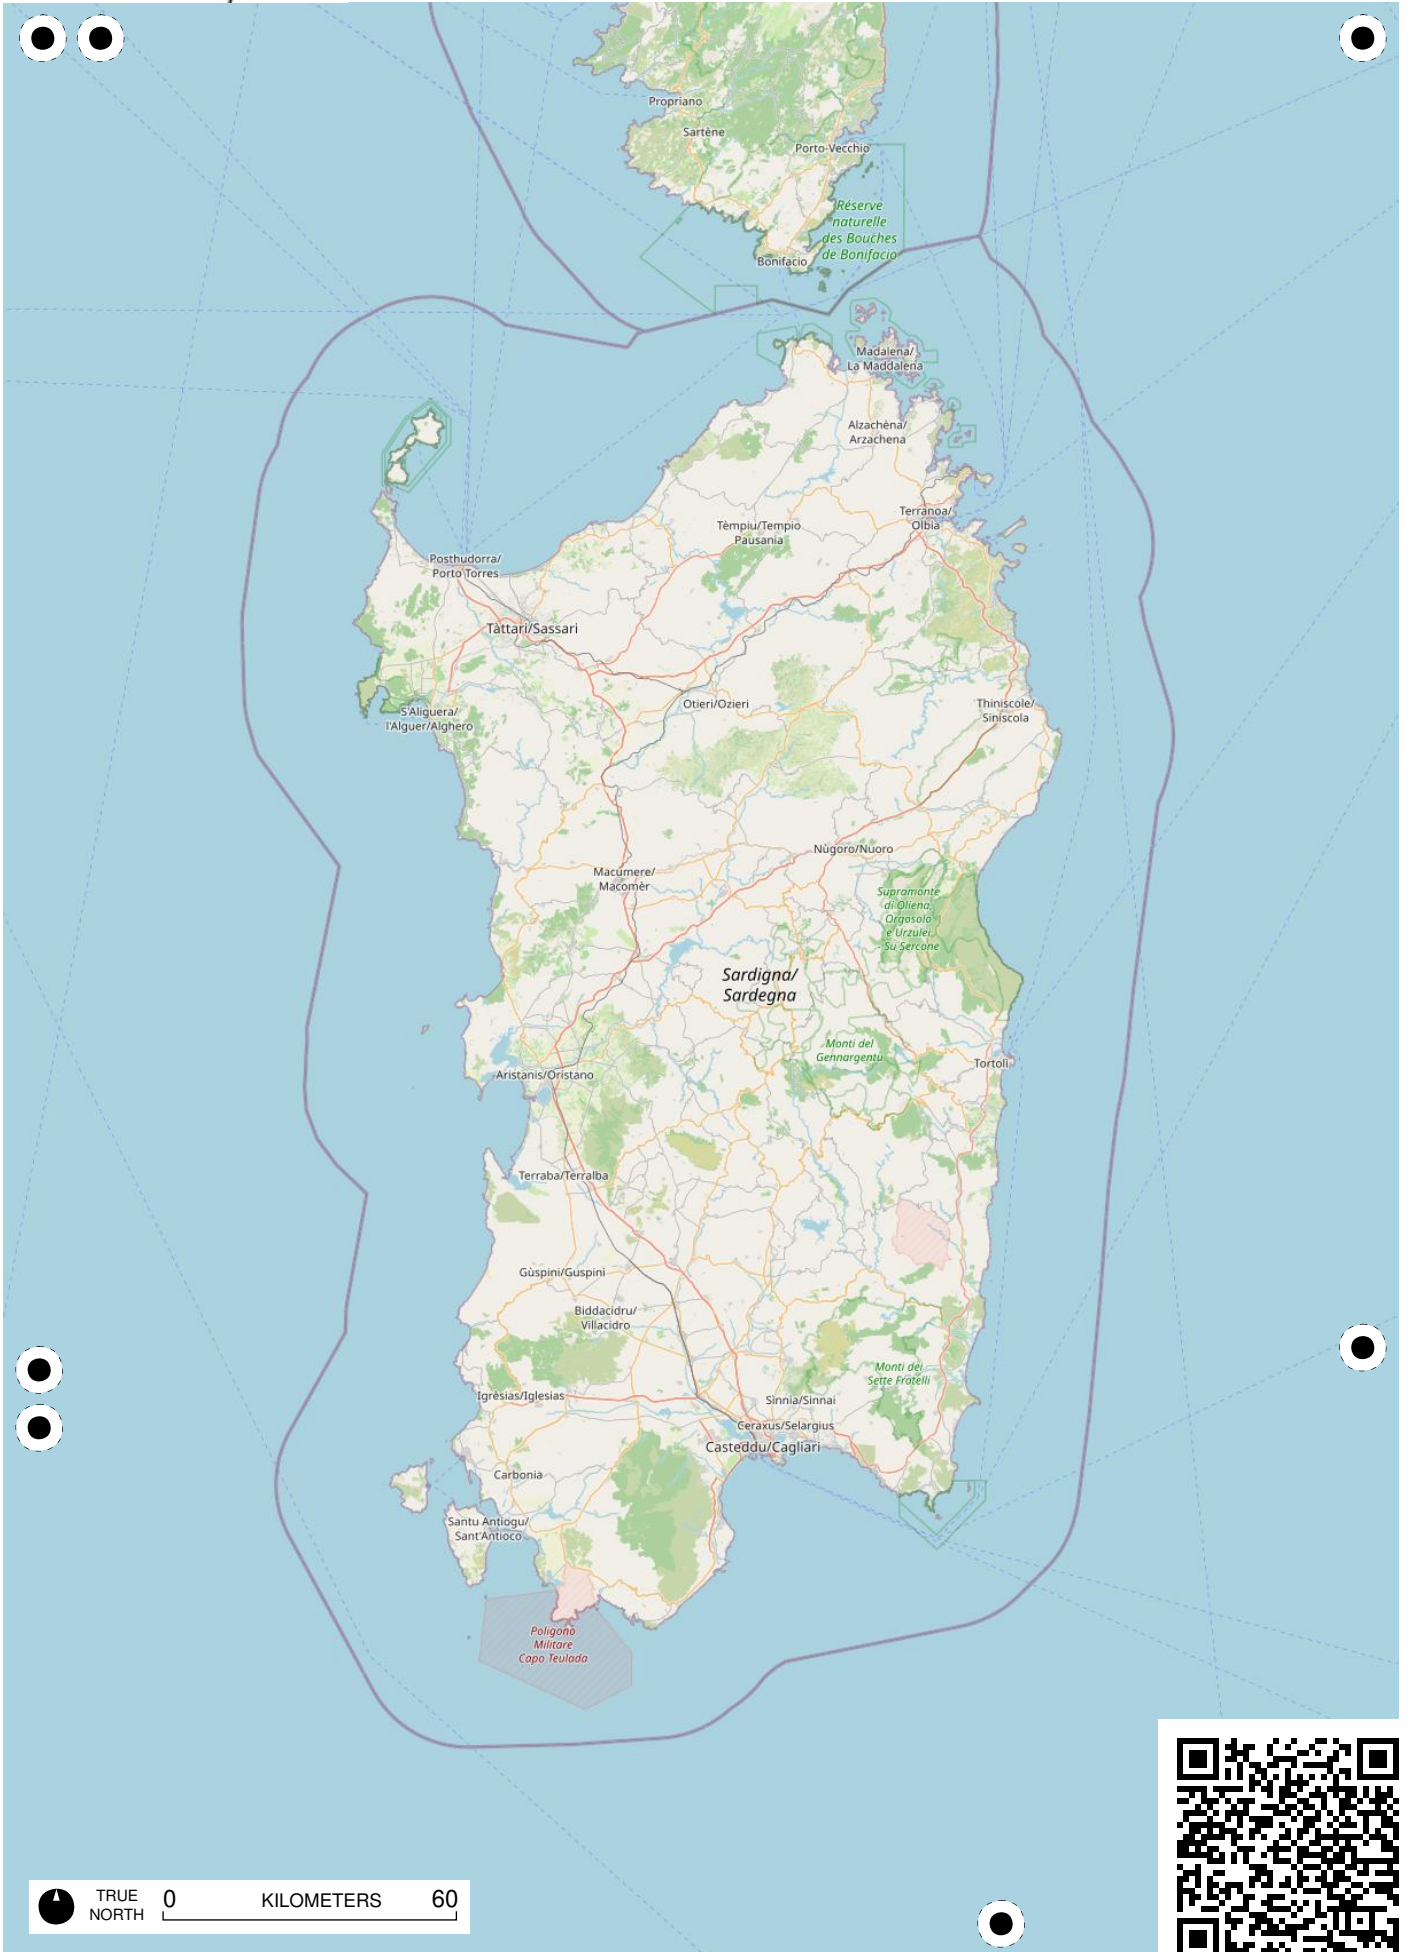 Propriano
Sartène
Porto-Vecchio
Réserve
naturelle
des Bouches
de Bonifacio
Bonifacio
Madalena/
La Maddalena
Alzachèna/
Arzachena
Terranoa/
Olbia
Tèmpiu/Tempio
Pausania
Posthudorra/
Porto Torres
Tàttari/Sassari
Otieri/Ozieri
Thiniscole/
Siniscola
S'Aliguera/
l'Alguer/Alghero
Nùgoro/Nuoro
Macumere/
Macomèr
Supramonte
di Oliena,
Orgosolo
e Urzulei
- Su Sercone
Sardigna/
Sardegna
Monti del
Gennargentu
Tortolì
Aristanis/Oristano
Terraba/Terralba
Gùspini/Guspini
Biddacidru/
Villacidro
Monti dei
Sette Fratelli
Igrèsias/Iglesias
Sìnnia/Sinnai
Ceraxus/Selargius
Casteddu/Cagliari
Carbonia
Santu Antiogu/
Sant'Antioco
Poligono
Militare
Capo Teulada
TRUE
NORTH
0 KILOMETERS 60